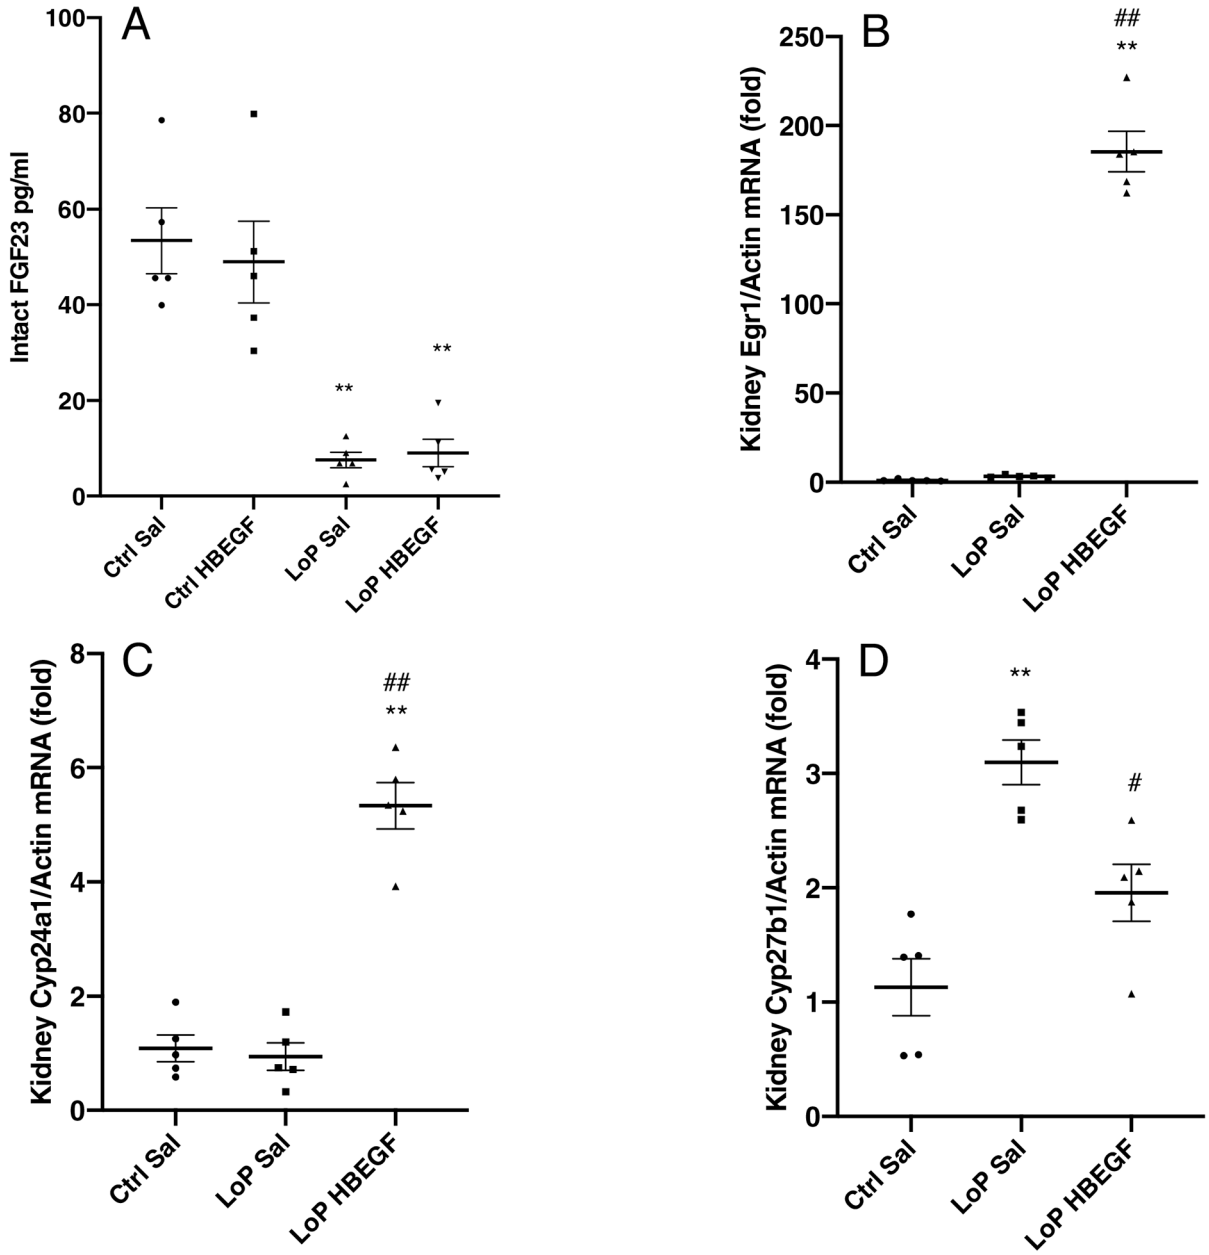 A
Intact FGF23 pg/ml
100
80
60
40
20
0
**
**
Ctrl Sal
Ctrl HBEGF
LoP Sal
LoP HBEGF
B
Kidney Egr1/Actin mRNA (fold)
250
200
150
100
50
0
##
**
Ctrl Sal
LoP Sal
LoP HBEGF
C
Kidney Cyp24a1/Actin mRNA (fold)
8
6
4
2
0
##
**
Ctrl Sal
LoP Sal
LoP HBEGF
D
Kidney Cyp27b1/Actin mRNA (fold)
4
3
2
1
0
**
#
Ctrl Sal
LoP Sal
LoP HBEGF